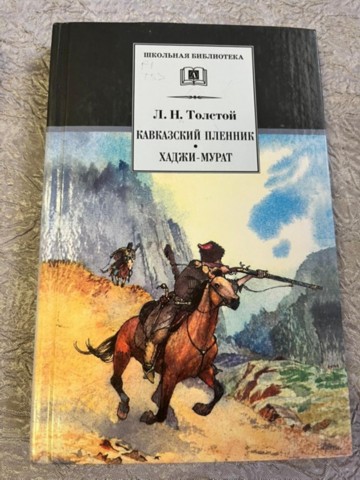 ШКОЛЬНАЯ БИБЛИОТЕКА
Л. Н. Толстой
КАВКАЗСКИЙ ПЛЕННИК
•
ХАДЖИ-МУРАТ